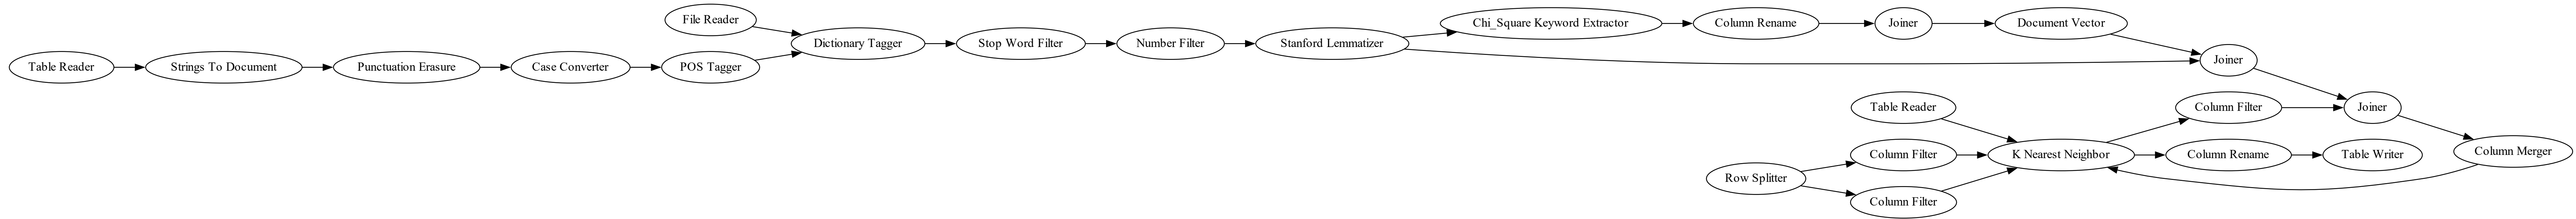 Table Reader
Strings To Document
Punctuation Erasure
Case Converter
File Reader
POS Tagger
Dictionary Tagger
Stop Word Filter
Number Filter
Stanford Lemmatizer
Chi_Square Keyword Extractor
Column Rename
Joiner
Document Vector
Joiner
Row Splitter
Table Reader
Column Filter
Column Filter
K Nearest Neighbor
Column Filter
Column Rename
Joiner
Table Writer
Column Merger